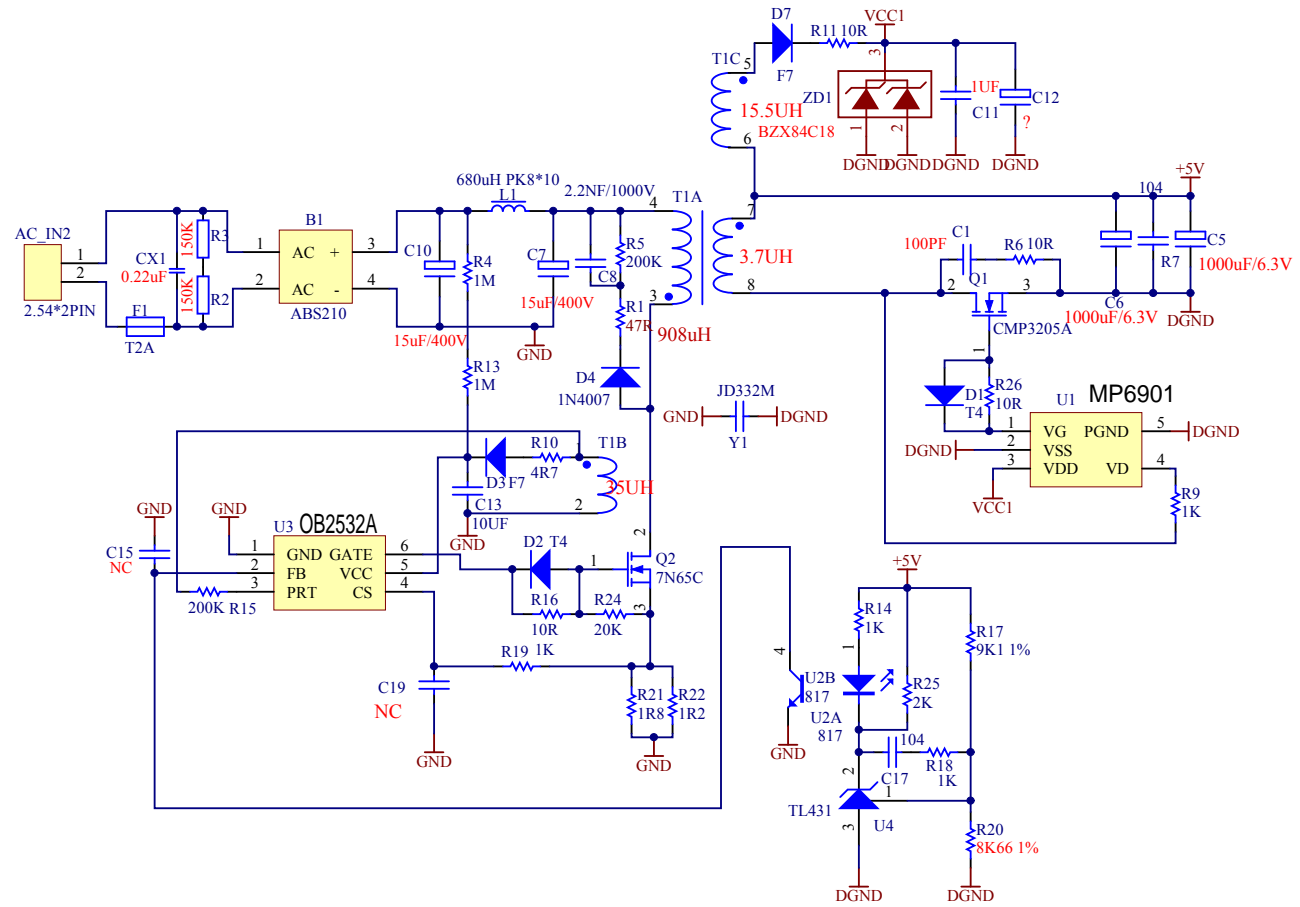 D7
F7
R11 10R
VCC1
3
T1C
5
6
15.5UH
ZD1
BZX84C18
1
2
1UF
C11
C12
?
DGND
DGND
DGND
DGND
AC_IN2
1
2
2.54*2PIN
F1
T2A
CX1
0.22uF
150K
R3
150K
R2
B1
1
2
AC
AC
+
-
3
4
ABS210
C10
15uF/400V
R4
1M
680uH PK8*10
L1
C7
15uF/400V
2.2NF/1000V
C8
R5
200K
R1
47R
GND
D4
1N4007
T1A
4
3
908uH
7
8
3.7UH
C1
100PF
R6 10R
Q1
2
3
1
CMP3205A
+5V
104
C6
1000uF/6.3V
R7
C5
1000uF/6.3V
DGND
D1
T4
R26
10R
U1
MP6901
1
2
3
VG
VSS
VDD
PGND
VD
5
4
DGND
DGND
VCC1
R9
1K
JD332M
GND
DGND
Y1
R13
1M
R10
4R7
D3
F7
C13
10UF
GND
T1B
1
2
35UH
GND
GND
C15
NC
U3
OB2532A
1
2
3
GND
FB
PRT
GATE
VCC
CS
6
5
4
200K
R15
D2 T4
R16
10R
R24
20K
Q2
7N65C
1
2
3
R19
1K
C19
NC
GND
R21
1R8
R22
1R2
GND
4
U2B
817
GND
+5V
R14
1K
1
U2A
817
R25
2K
R17
9K1 1%
104
C17
R18
1K
2
1
3
TL431
U4
R20
8K66 1%
DGND
DGND